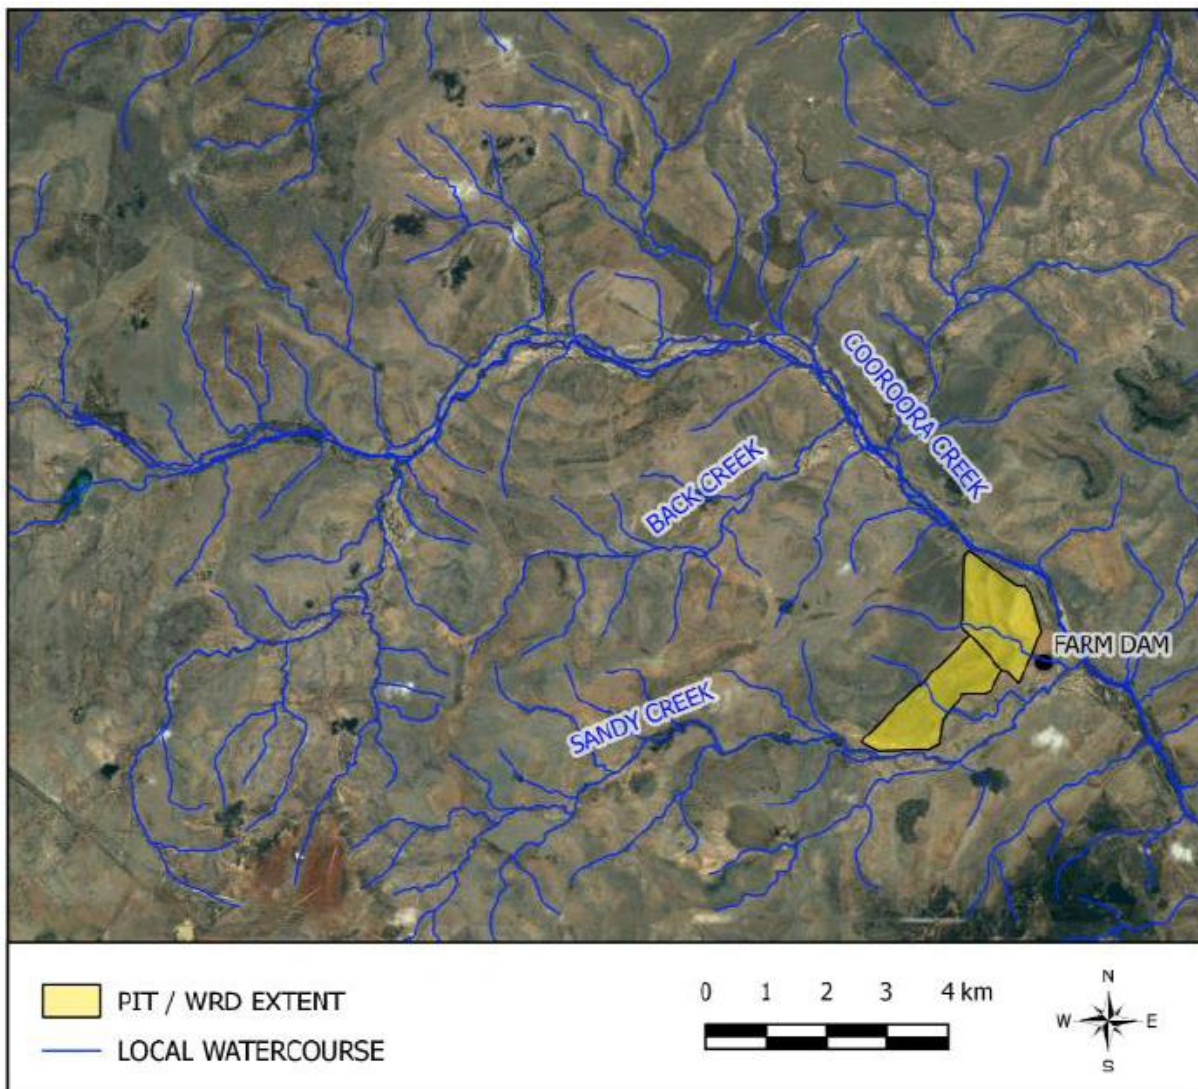 COOROORA CREEK
BACK CREEK
FARM DAM
SANDY CREEK
PIT / WRD EXTENT
LOCAL WATERCOURSE
0 1 2 3 4 km
N
W E
S